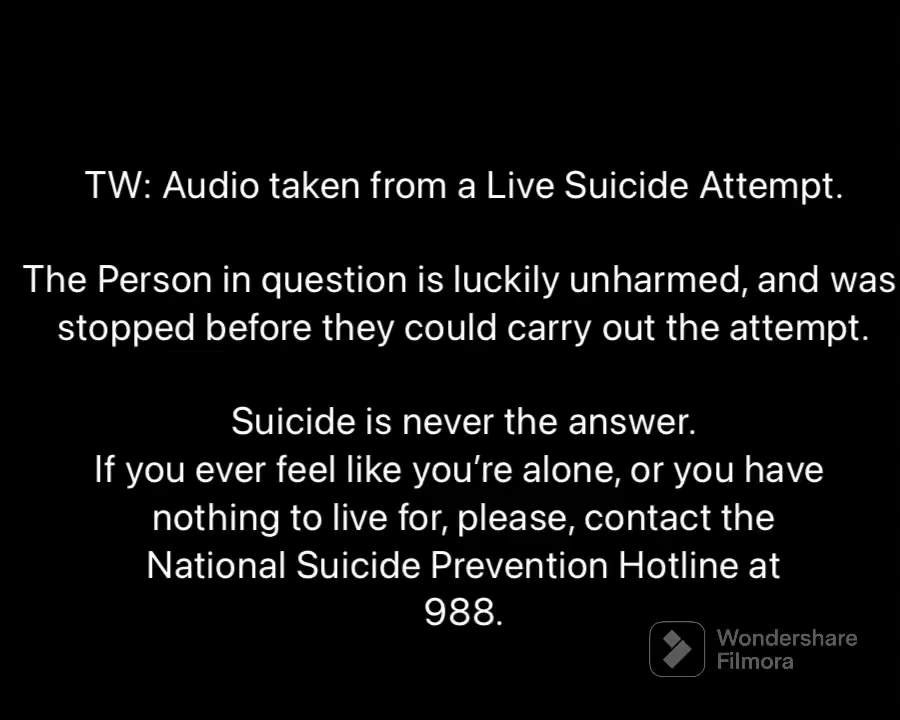 TW: Audio taken from a Live Suicide Attempt.
The Person in question is luckily unharmed, and was
stopped before they could carry out the attempt.
Suicide is never the answer.
If you ever feel like you’re alone, or you have
nothing to live for, please, contact the
National Suicide Prevention Hotline at
988.
Wondershare
Filmora